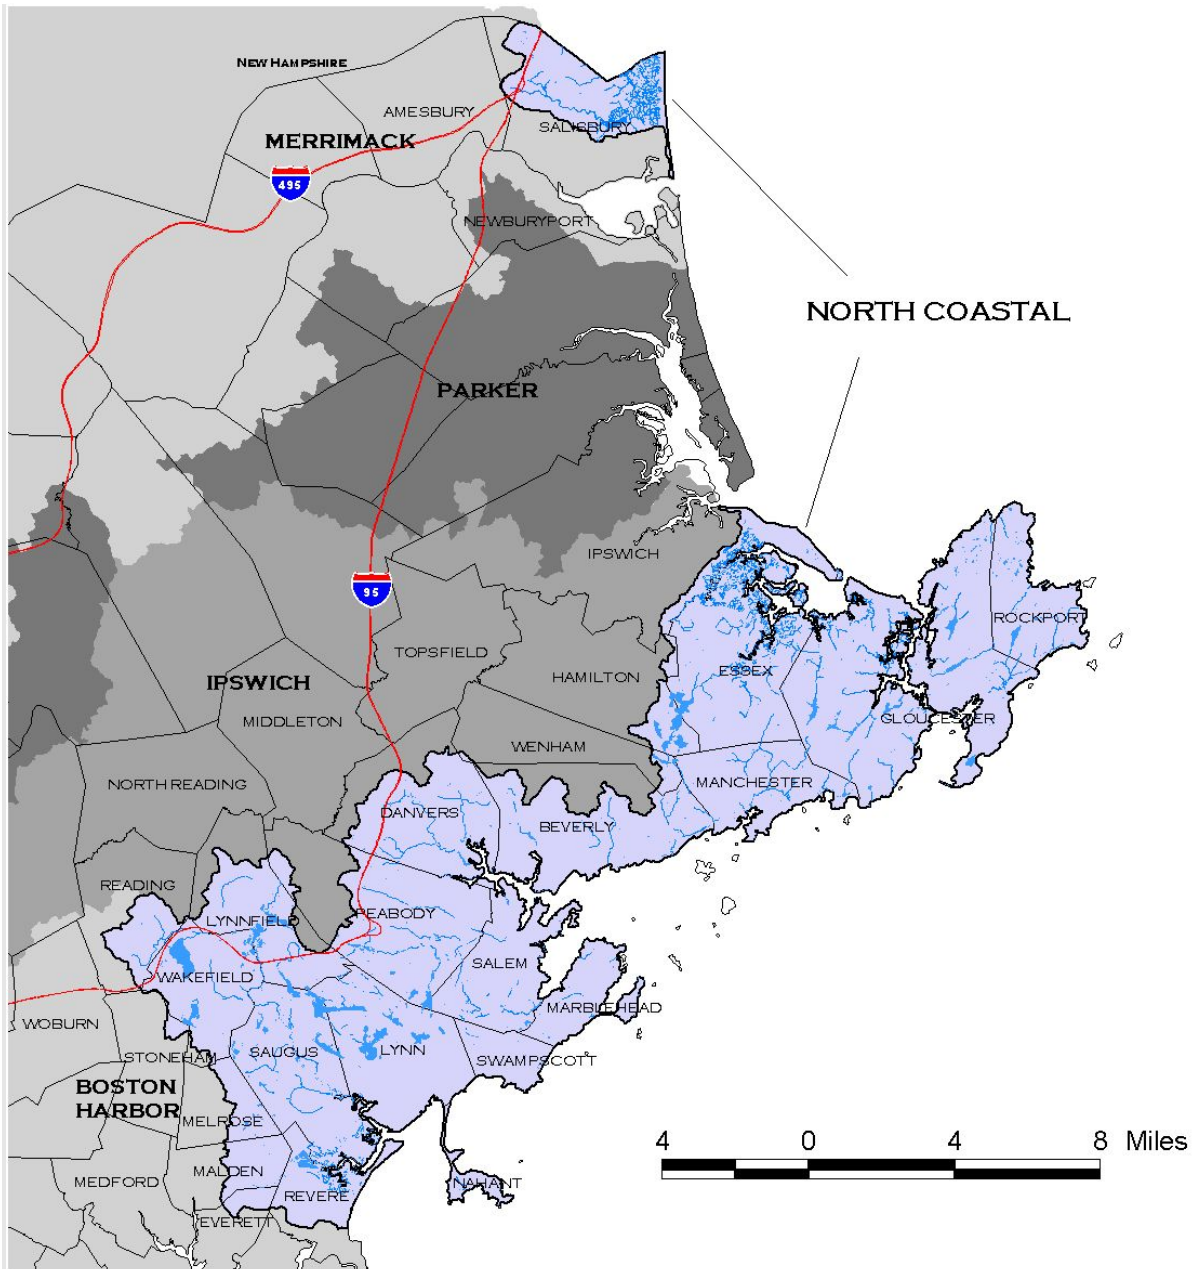 NEW HAMPSHIRE
AMESBURY
SALISBURY
MERRIMACK
495
NEWBURYPORT
NORTH COASTAL
PARKER
IPSWICH
95
ROCKPORT
TOPSFIELD
ESSEX
HAMILTON
IPSWICH
GLOUCESTER
MIDDLETON
WENHAM
NORTH READING
MANCHESTER
DANVERS
BEVERLY
READING
LYNNFIELD
PEABODY
SALEM
WAKEFIELD
MARBLEHEAD
WOBURN
STONEHAM
SAUGUS
LYNN
SWAMPSCOTT
BOSTON
HARBOR
MELROSE
4 0 4 8 Miles
MALDEN
MEDFORD
REVERE
NAHANT
EVERETT